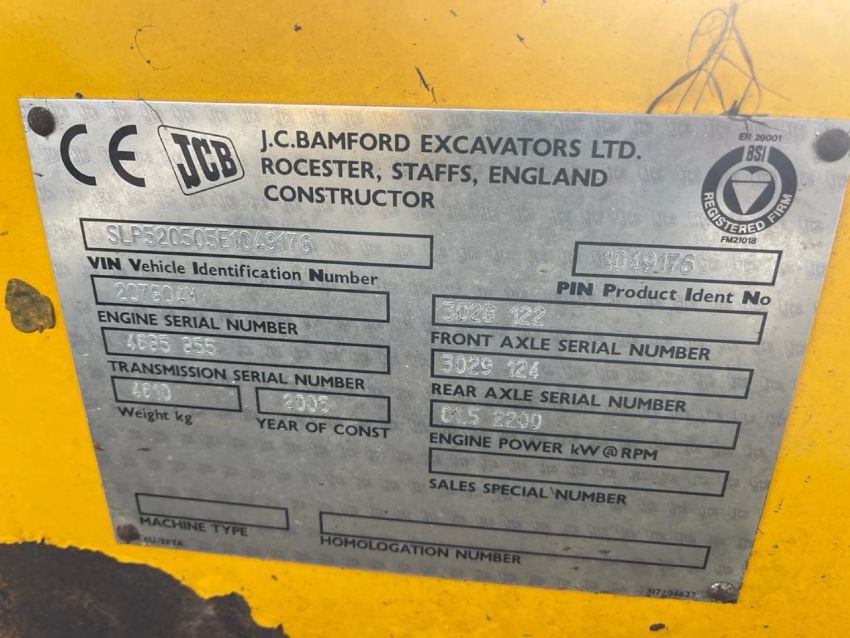 CE
JCB
J.C.BAMFORD EXCAVATORS LTD.
ROCESTER, STAFFS, ENGLAND
CONSTRUCTOR
EN 29001
BSI
REGISTERED FIRM
FM21018
SLP520505E1049176
VIN Vehicle Identification Number
1049176
PIN Product Ident No
ENGINE SERIAL NUMBER
3028 122
FRONT AXLE SERIAL NUMBER
TRANSMISSION SERIAL NUMBER
3029 124
REAR AXLE SERIAL NUMBER
4610
Weight kg
2005
YEAR OF CONST
61.5 2200
ENGINE POWER kW@RPM
SALES SPECIAL NUMBER
MACHINE TYPE
HOMOLOGATION NUMBER